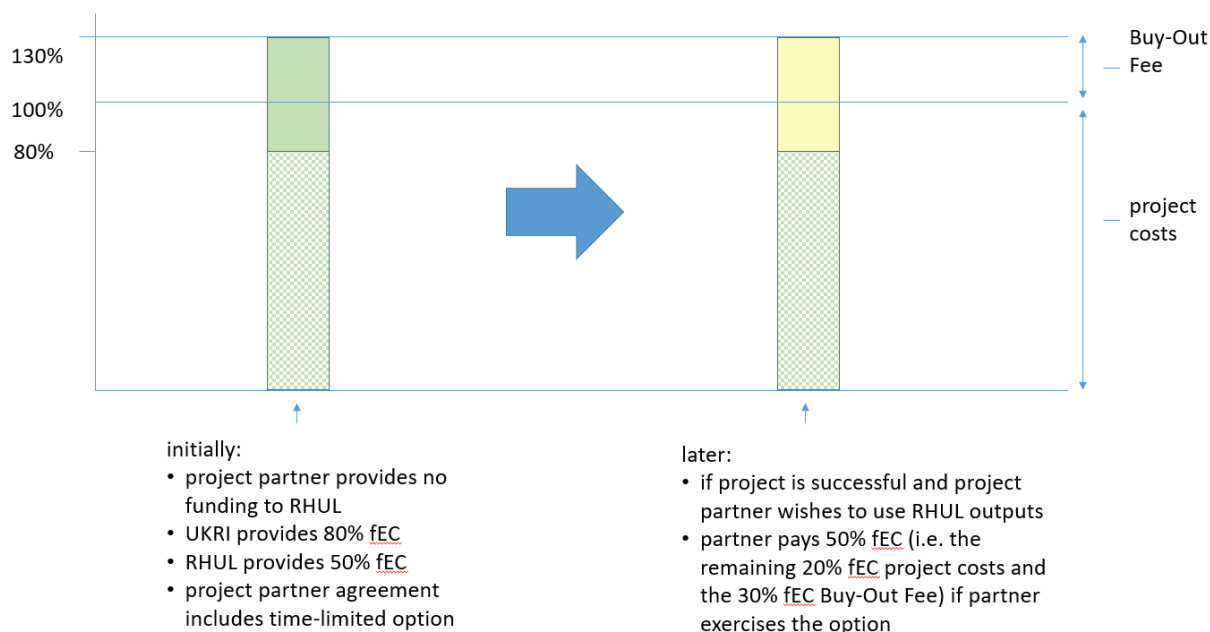 130%
100%
80%
Buy-Out
Fee
project
costs
initially:
• project partner provides no
funding to RHUL
• UKRI provides 80% fEC
• RHUL provides 50% fEC
• project partner agreement
includes time-limited option
later:
• if project is successful and project
partner wishes to use RHUL outputs
• partner pays 50% fEC (i.e. the
remaining 20% fEC project costs and
the 30% fEC Buy-Out Fee) if partner
exercises the option